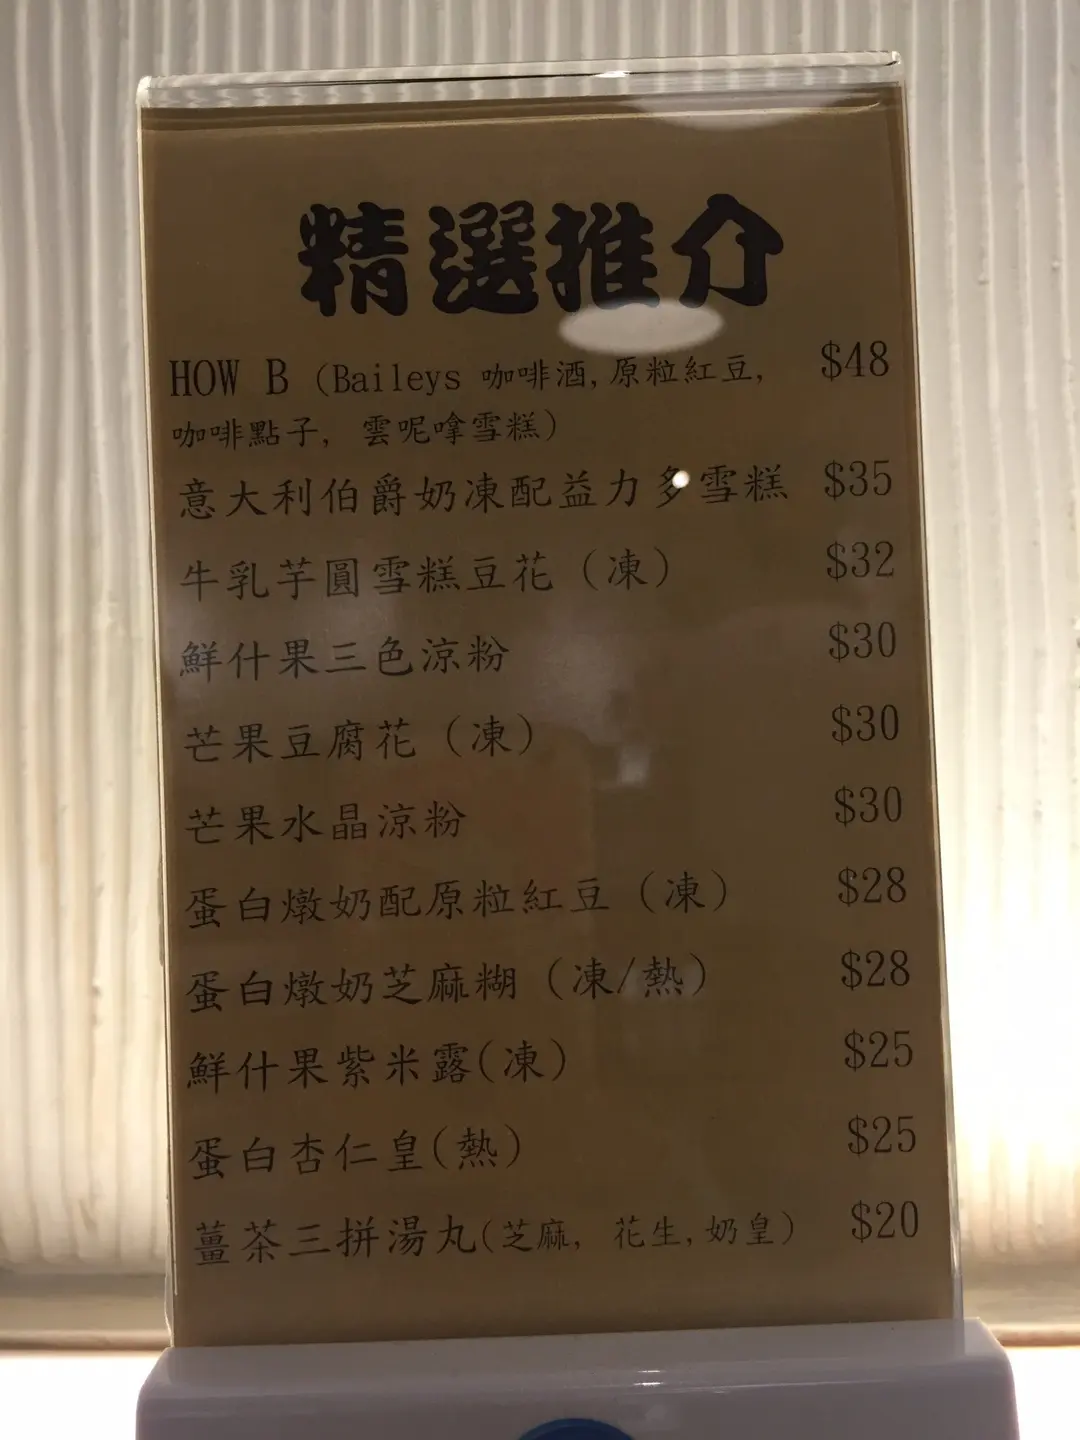 精選推介
HOW B (Baileys 咖啡酒, 原粒紅豆, $48
咖啡點子, 雲呢嗱雪糕)
意大利伯爵奶凍配益力多雪糕 $35
牛乳芋圓雪糕豆花 (凍) $32
鮮什果三色涼粉 $30
芒果豆腐花 (凍) $30
芒果水晶涼粉 $30
蛋白燉奶配原粒紅豆 (凍) $28
蛋白燉奶芝麻糊 (凍/熱) $28
鮮什果紫米露(凍) $25
蛋白杏仁皇(熱) $25
薑茶三拼湯丸(芝麻, 花生, 奶皇) $20